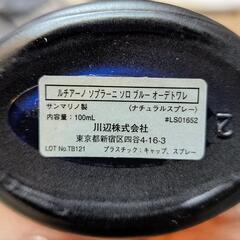 ルチアーノ ソプラーニ ソロ ブルー オーデトワレ
サンマリノ製 (ナチュラルスプレー)
内容量：100mL #LS01652
川辺株式会社
東京都新宿区四谷4-16-3
LOT No.TB121 プラスチック：キャップ、スプレー